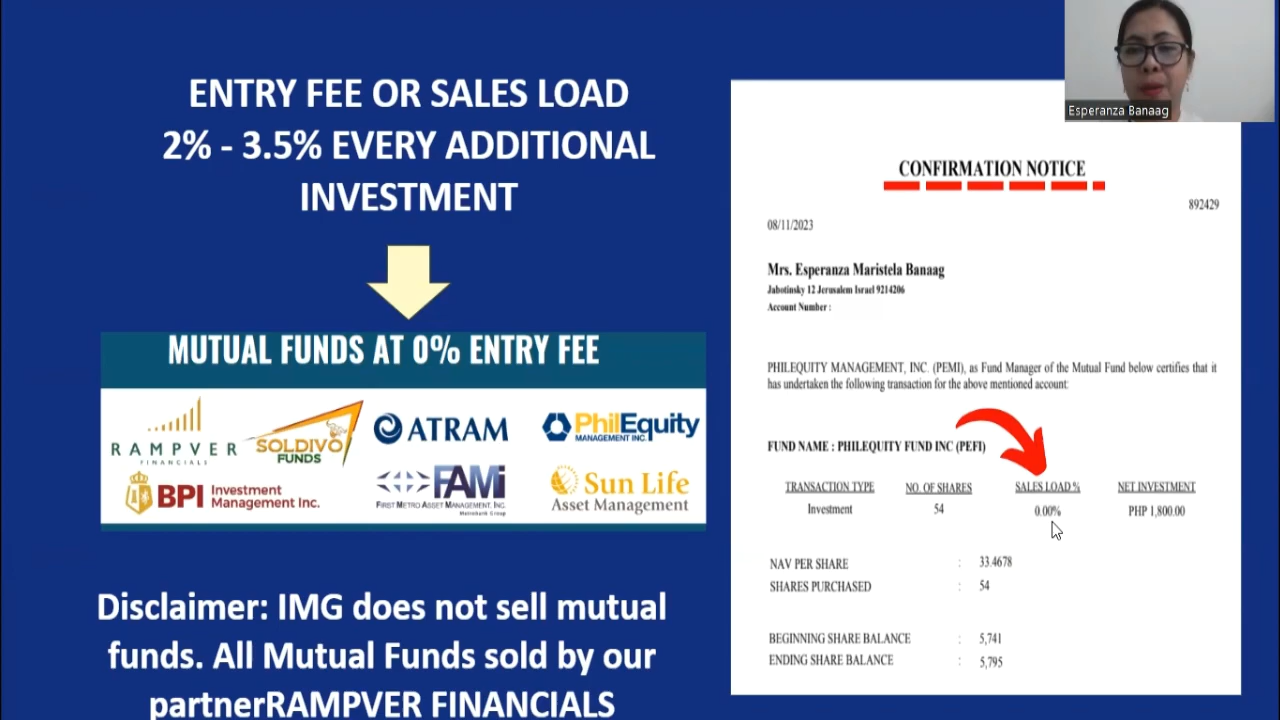 ENTRY FEE OR SALES LOAD
2% - 3.5% EVERY ADDITIONAL
INVESTMENT
MUTUAL FUNDS AT 0% ENTRY FEE
RAMPVER
FINANCIALS
SOLDIVO
FUNDS
ATRAM
PhilEquity
MANAGEMENT INC.
BPI Investment
Management Inc.
FAMi
FIRST METRO ASSET MANAGEMENT, INC.
Metrobank Group
Sun Life
Asset Management
Disclaimer: IMG does not sell mutual
funds. All Mutual Funds sold by our
partnerRAMPVER FINANCIALS
Esperanza Banaag
CONFIRMATION NOTICE
892429
08/11/2023
Mrs. Esperanza Maristela Banaag
Jabotinsky 12 Jerusalem Israel 9214206
Account Number :
PHILEQUITY MANAGEMENT, INC. (PEMI), as Fund Manager of the Mutual Fund below certifies that it
has undertaken the following transaction for the above mentioned account:
FUND NAME : PHILEQUITY FUND INC (PEFI)
TRANSACTION TYPE NO. OF SHARES SALES LOAD % NET INVESTMENT
Investment 54 0.00% PHP 1,800.00
NAV PER SHARE : 33.4678
SHARES PURCHASED : 54
BEGINNING SHARE BALANCE : 5,741
ENDING SHARE BALANCE : 5,795